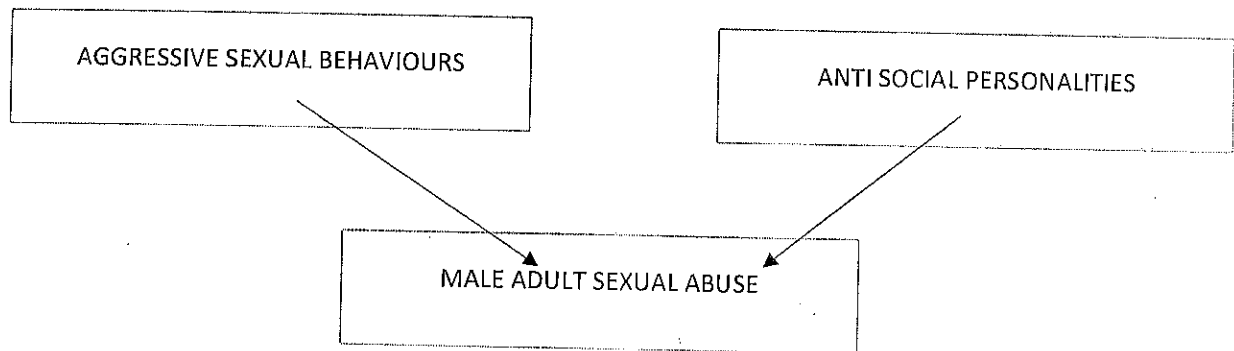 AGGRESSIVE SEXUAL BEHAVIOURS
ANTI SOCIAL PERSONALITIES
MALE ADULT SEXUAL ABUSE